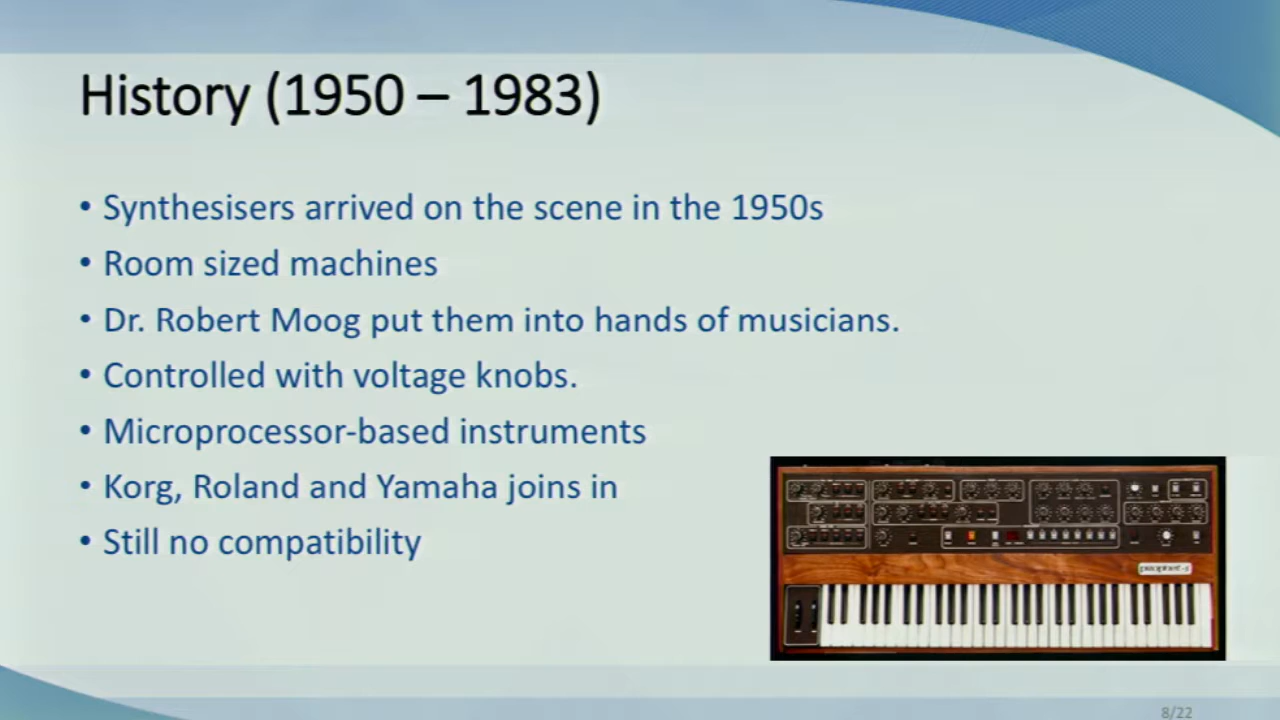 History (1950 – 1983)
• Synthesisers arrived on the scene in the 1950s
• Room sized machines
• Dr. Robert Moog put them into hands of musicians.
• Controlled with voltage knobs.
• Microprocessor-based instruments
• Korg, Roland and Yamaha joins in
• Still no compatibility
8/22